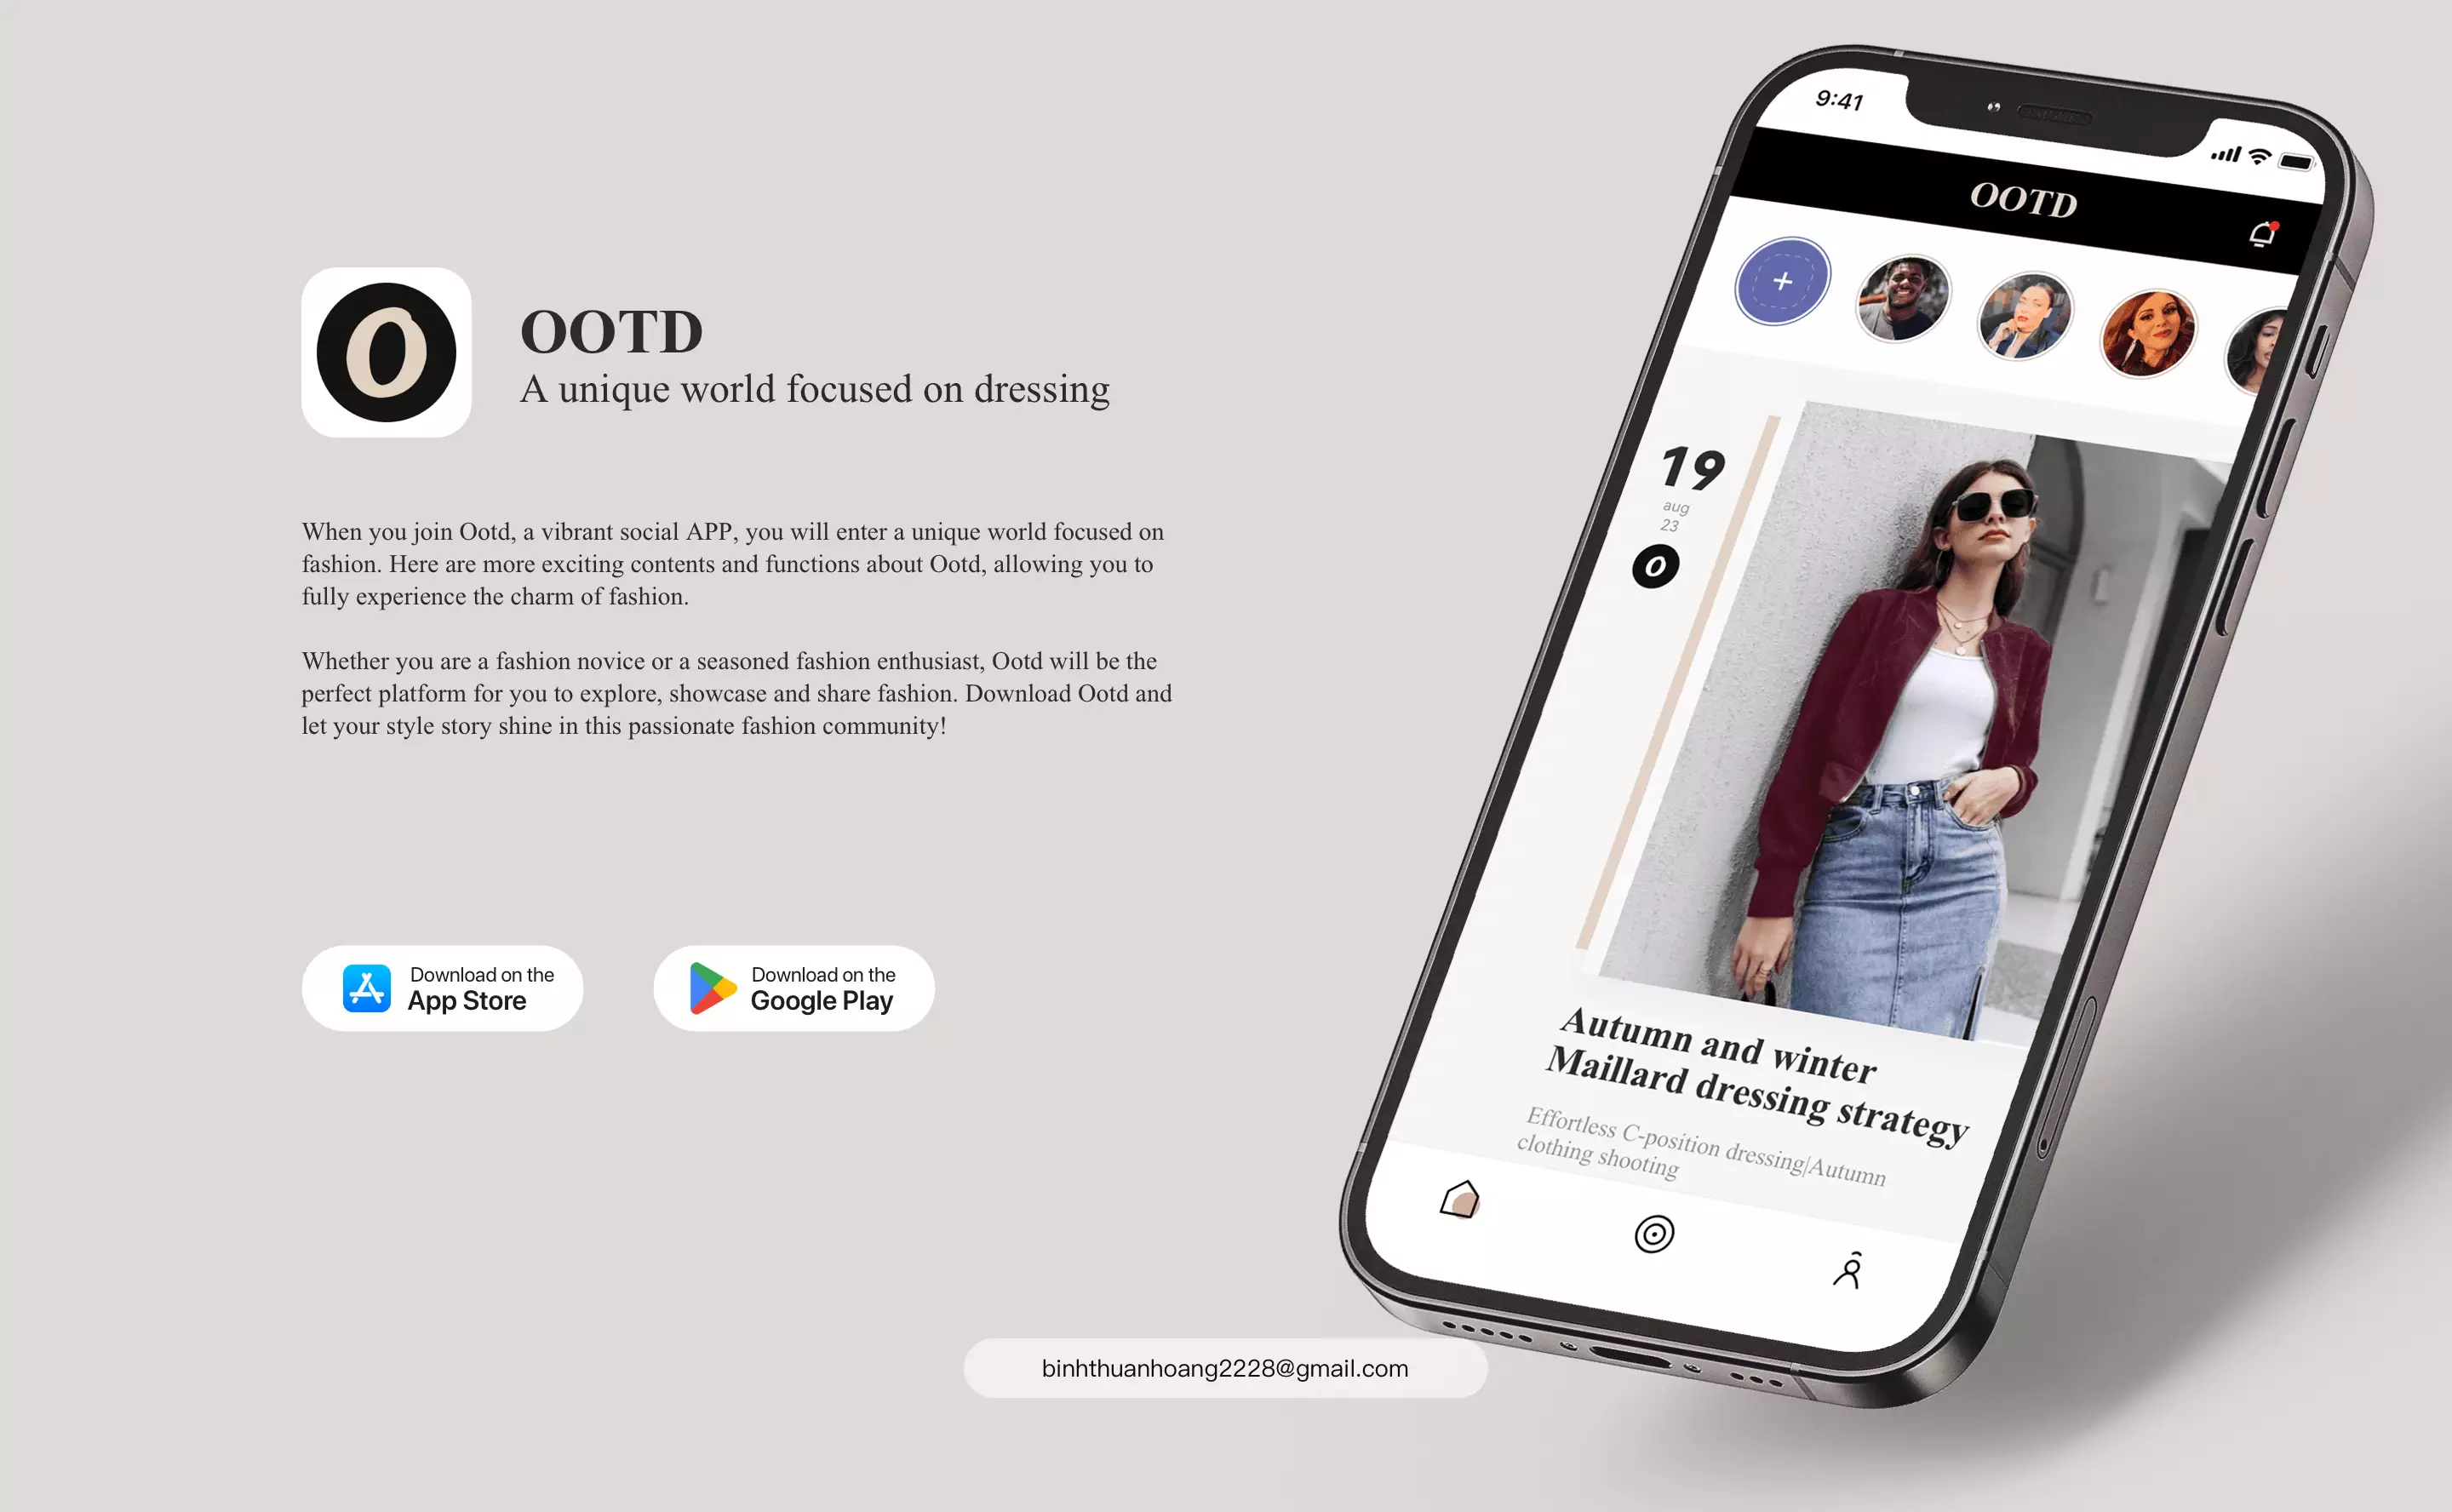 O
OOTD
A unique world focused on dressing
When you join Ootd, a vibrant social APP, you will enter a unique world focused on
fashion. Here are more exciting contents and functions about Ootd, allowing you to
fully experience the charm of fashion.
Whether you are a fashion novice or a seasoned fashion enthusiast, Ootd will be the
perfect platform for you to explore, showcase and share fashion. Download Ootd and
let your style story shine in this passionate fashion community!
Download on the
App Store
Download on the
Google Play
9:41
OOTD
19
aug
23
O
Autumn and winter
Maillard dressing strategy
Effortless C-position dressing|Autumn
clothing shooting
binhthuanhoang2228@gmail.com